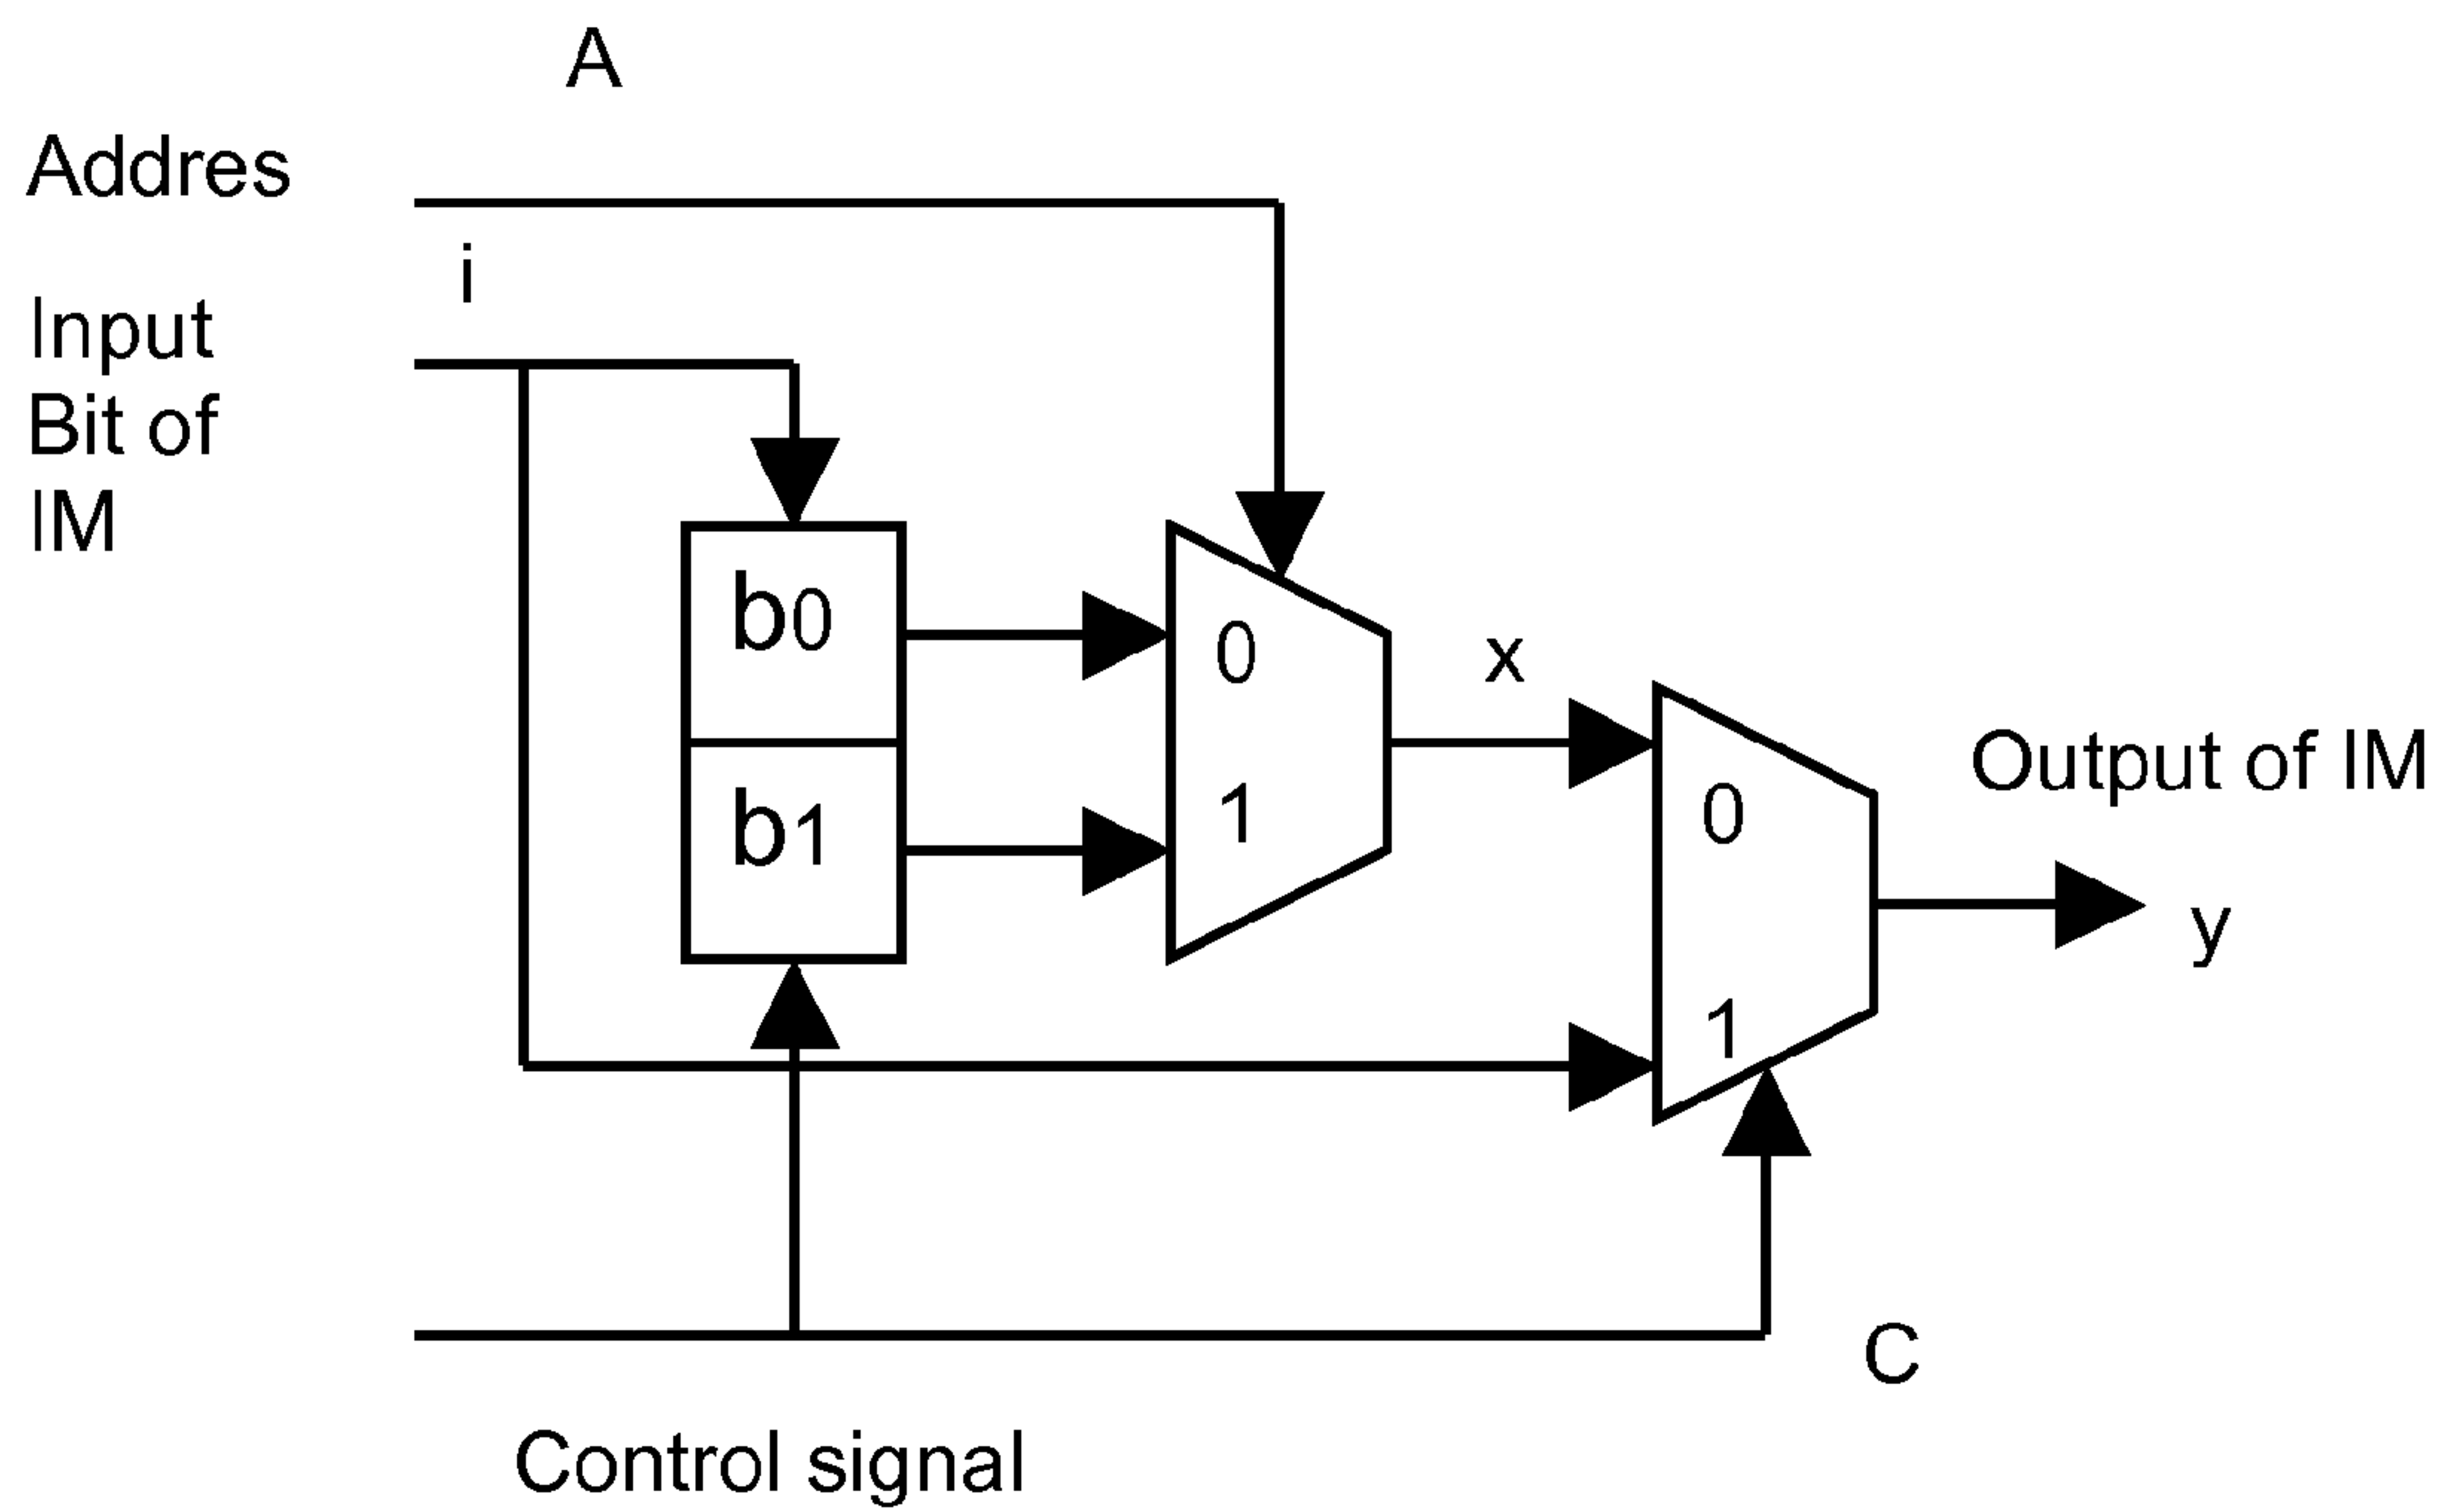 A
Addres
i
Input
Bit of
IM
b0
0
x
b1
1
Output of IM
0
y
1
C
Control signal